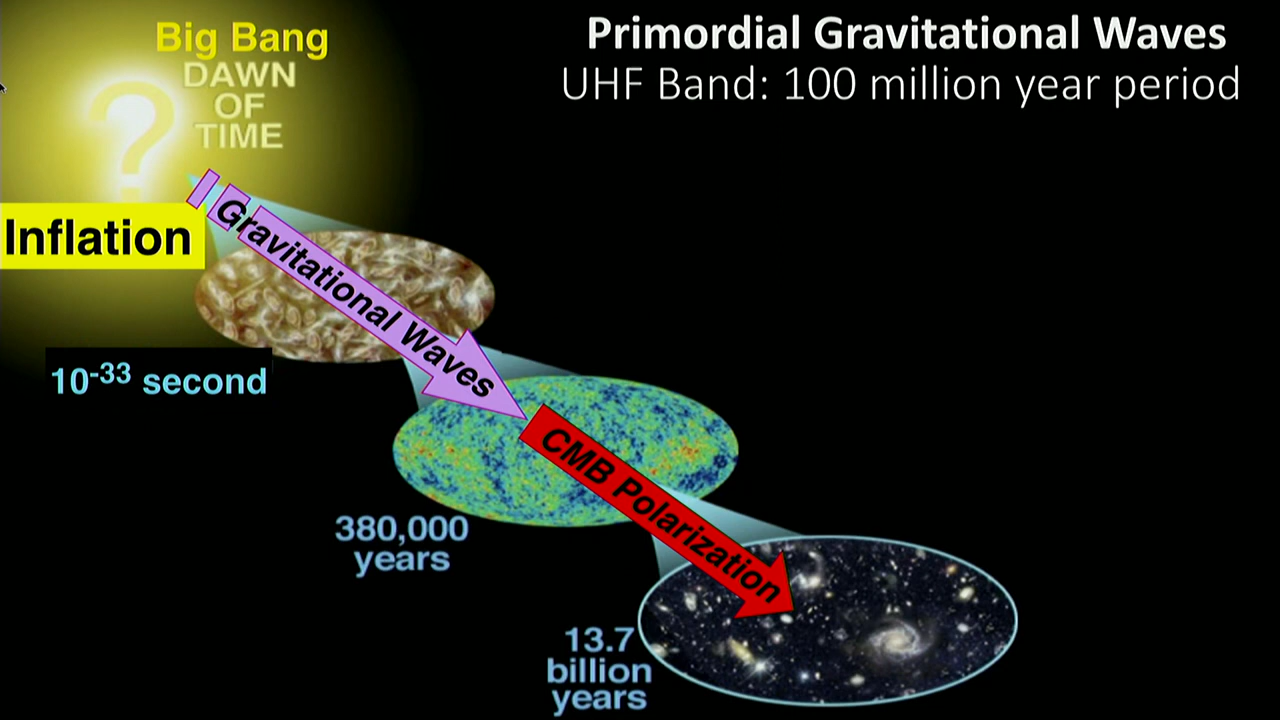 Big Bang
DAWN
OF
TIME
?
Primordial Gravitational Waves
UHF Band: 100 million year period
Inflation
Gravitational Waves
10-33 second
CMB Polarization
380,000
years
13.7
billion
years